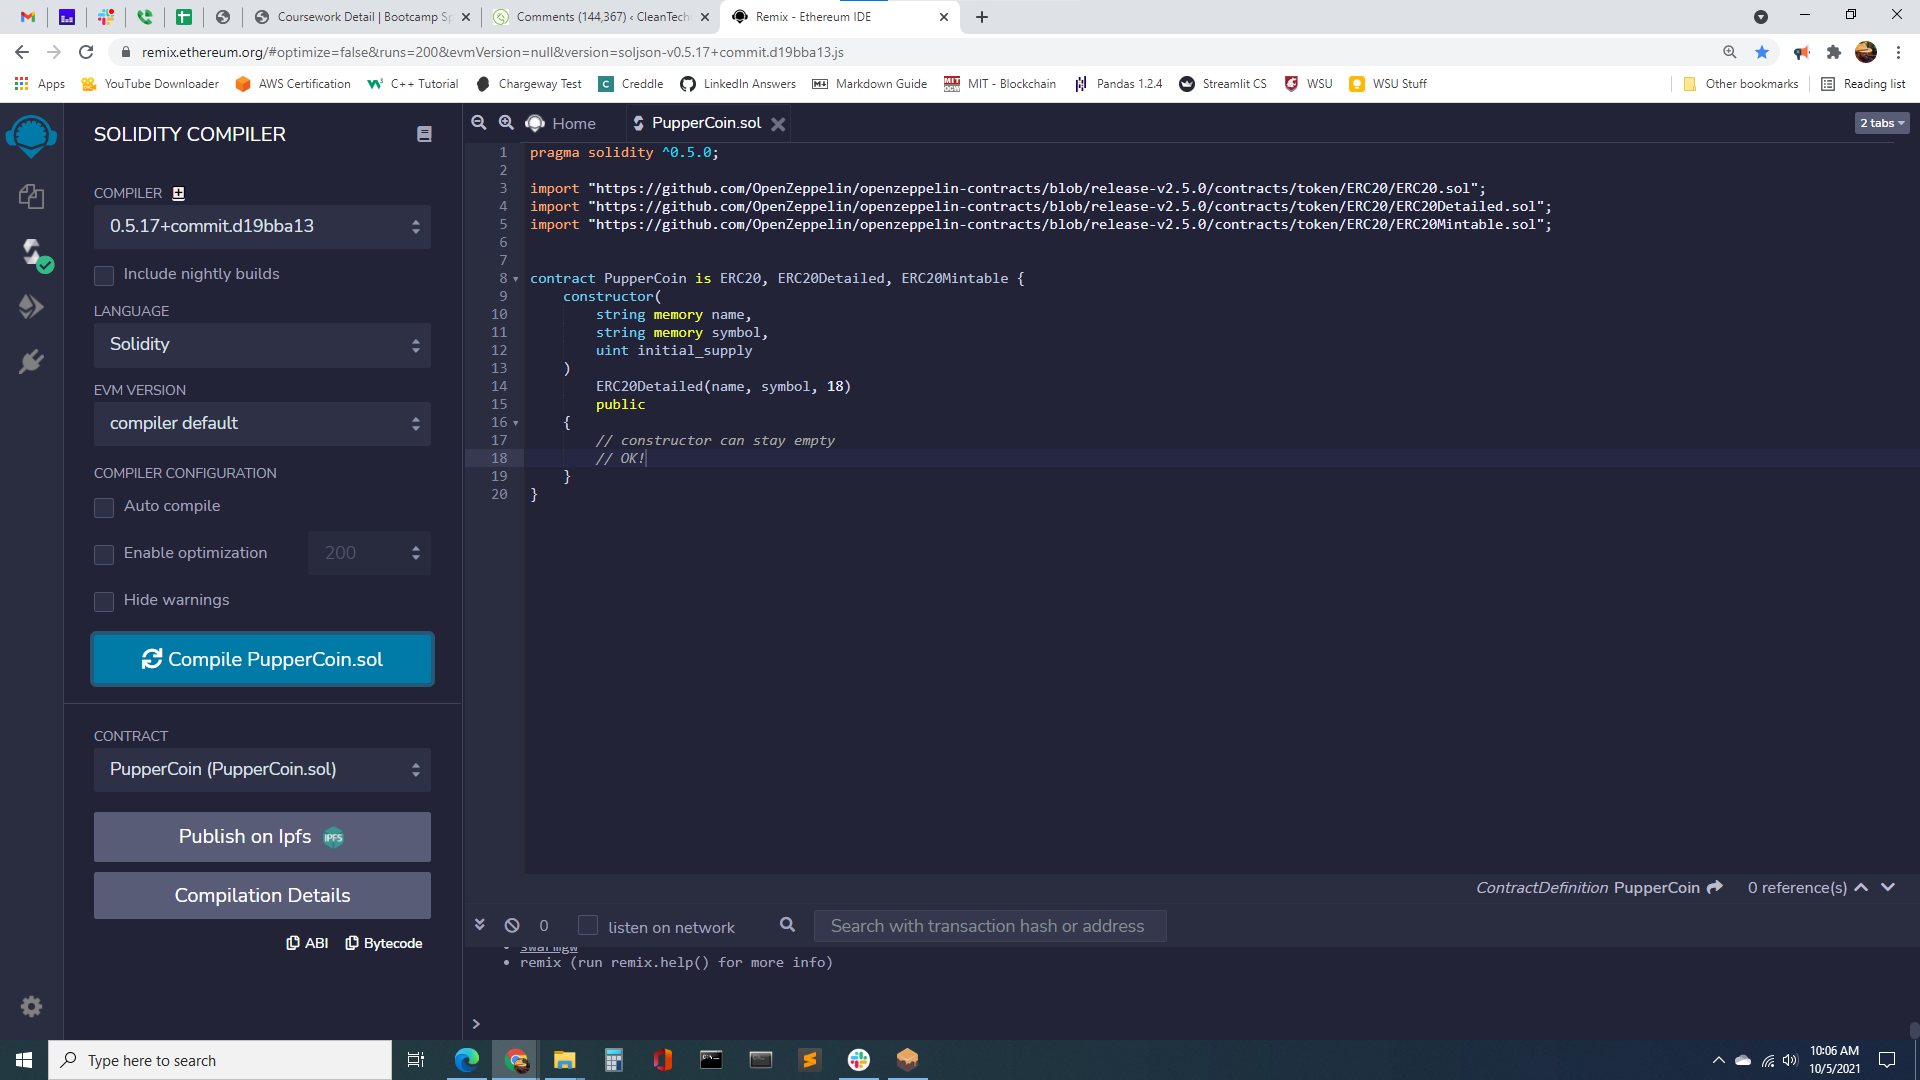 Coursework Detail | Bootcamp Sp
Comments (144,367) ‹ CleanTech
Remix - Ethereum IDE
remix.ethereum.org/#optimize=false&runs=200&evmVersion=null&version=soljson-v0.5.17+commit.d19bba13.js
Apps
YouTube Downloader
AWS Certification
C++ Tutorial
Chargeway Test
Creddle
LinkedIn Answers
Markdown Guide
MIT - Blockchain
Pandas 1.2.4
Streamlit CS
WSU
WSU Stuff
Other bookmarks
Reading list
SOLIDITY COMPILER
COMPILER
0.5.17+commit.d19bba13
Include nightly builds
LANGUAGE
Solidity
EVM VERSION
compiler default
COMPILER CONFIGURATION
Auto compile
Enable optimization
200
Hide warnings
Compile PupperCoin.sol
CONTRACT
PupperCoin (PupperCoin.sol)
Publish on Ipfs
IPFS
Compilation Details
ABI
Bytecode
Home
PupperCoin.sol
2 tabs
1 pragma solidity ^0.5.0;
2
3 import "https://github.com/OpenZeppelin/openzeppelin-contracts/blob/release-v2.5.0/contracts/token/ERC20/ERC20.sol";
4 import "https://github.com/OpenZeppelin/openzeppelin-contracts/blob/release-v2.5.0/contracts/token/ERC20/ERC20Detailed.sol";
5 import "https://github.com/OpenZeppelin/openzeppelin-contracts/blob/release-v2.5.0/contracts/token/ERC20/ERC20Mintable.sol";
6
7
8 contract PupperCoin is ERC20, ERC20Detailed, ERC20Mintable {
9 constructor(
10 string memory name,
11 string memory symbol,
12 uint initial_supply
13 )
14 ERC20Detailed(name, symbol, 18)
15 public
16 {
17 // constructor can stay empty
18 // OK!
19 }
20 }
ContractDefinition PupperCoin
0 reference(s)
0
listen on network
Search with transaction hash or address
swarmgw
remix (run remix.help() for more info)
>
Type here to search
10:06 AM
10/5/2021